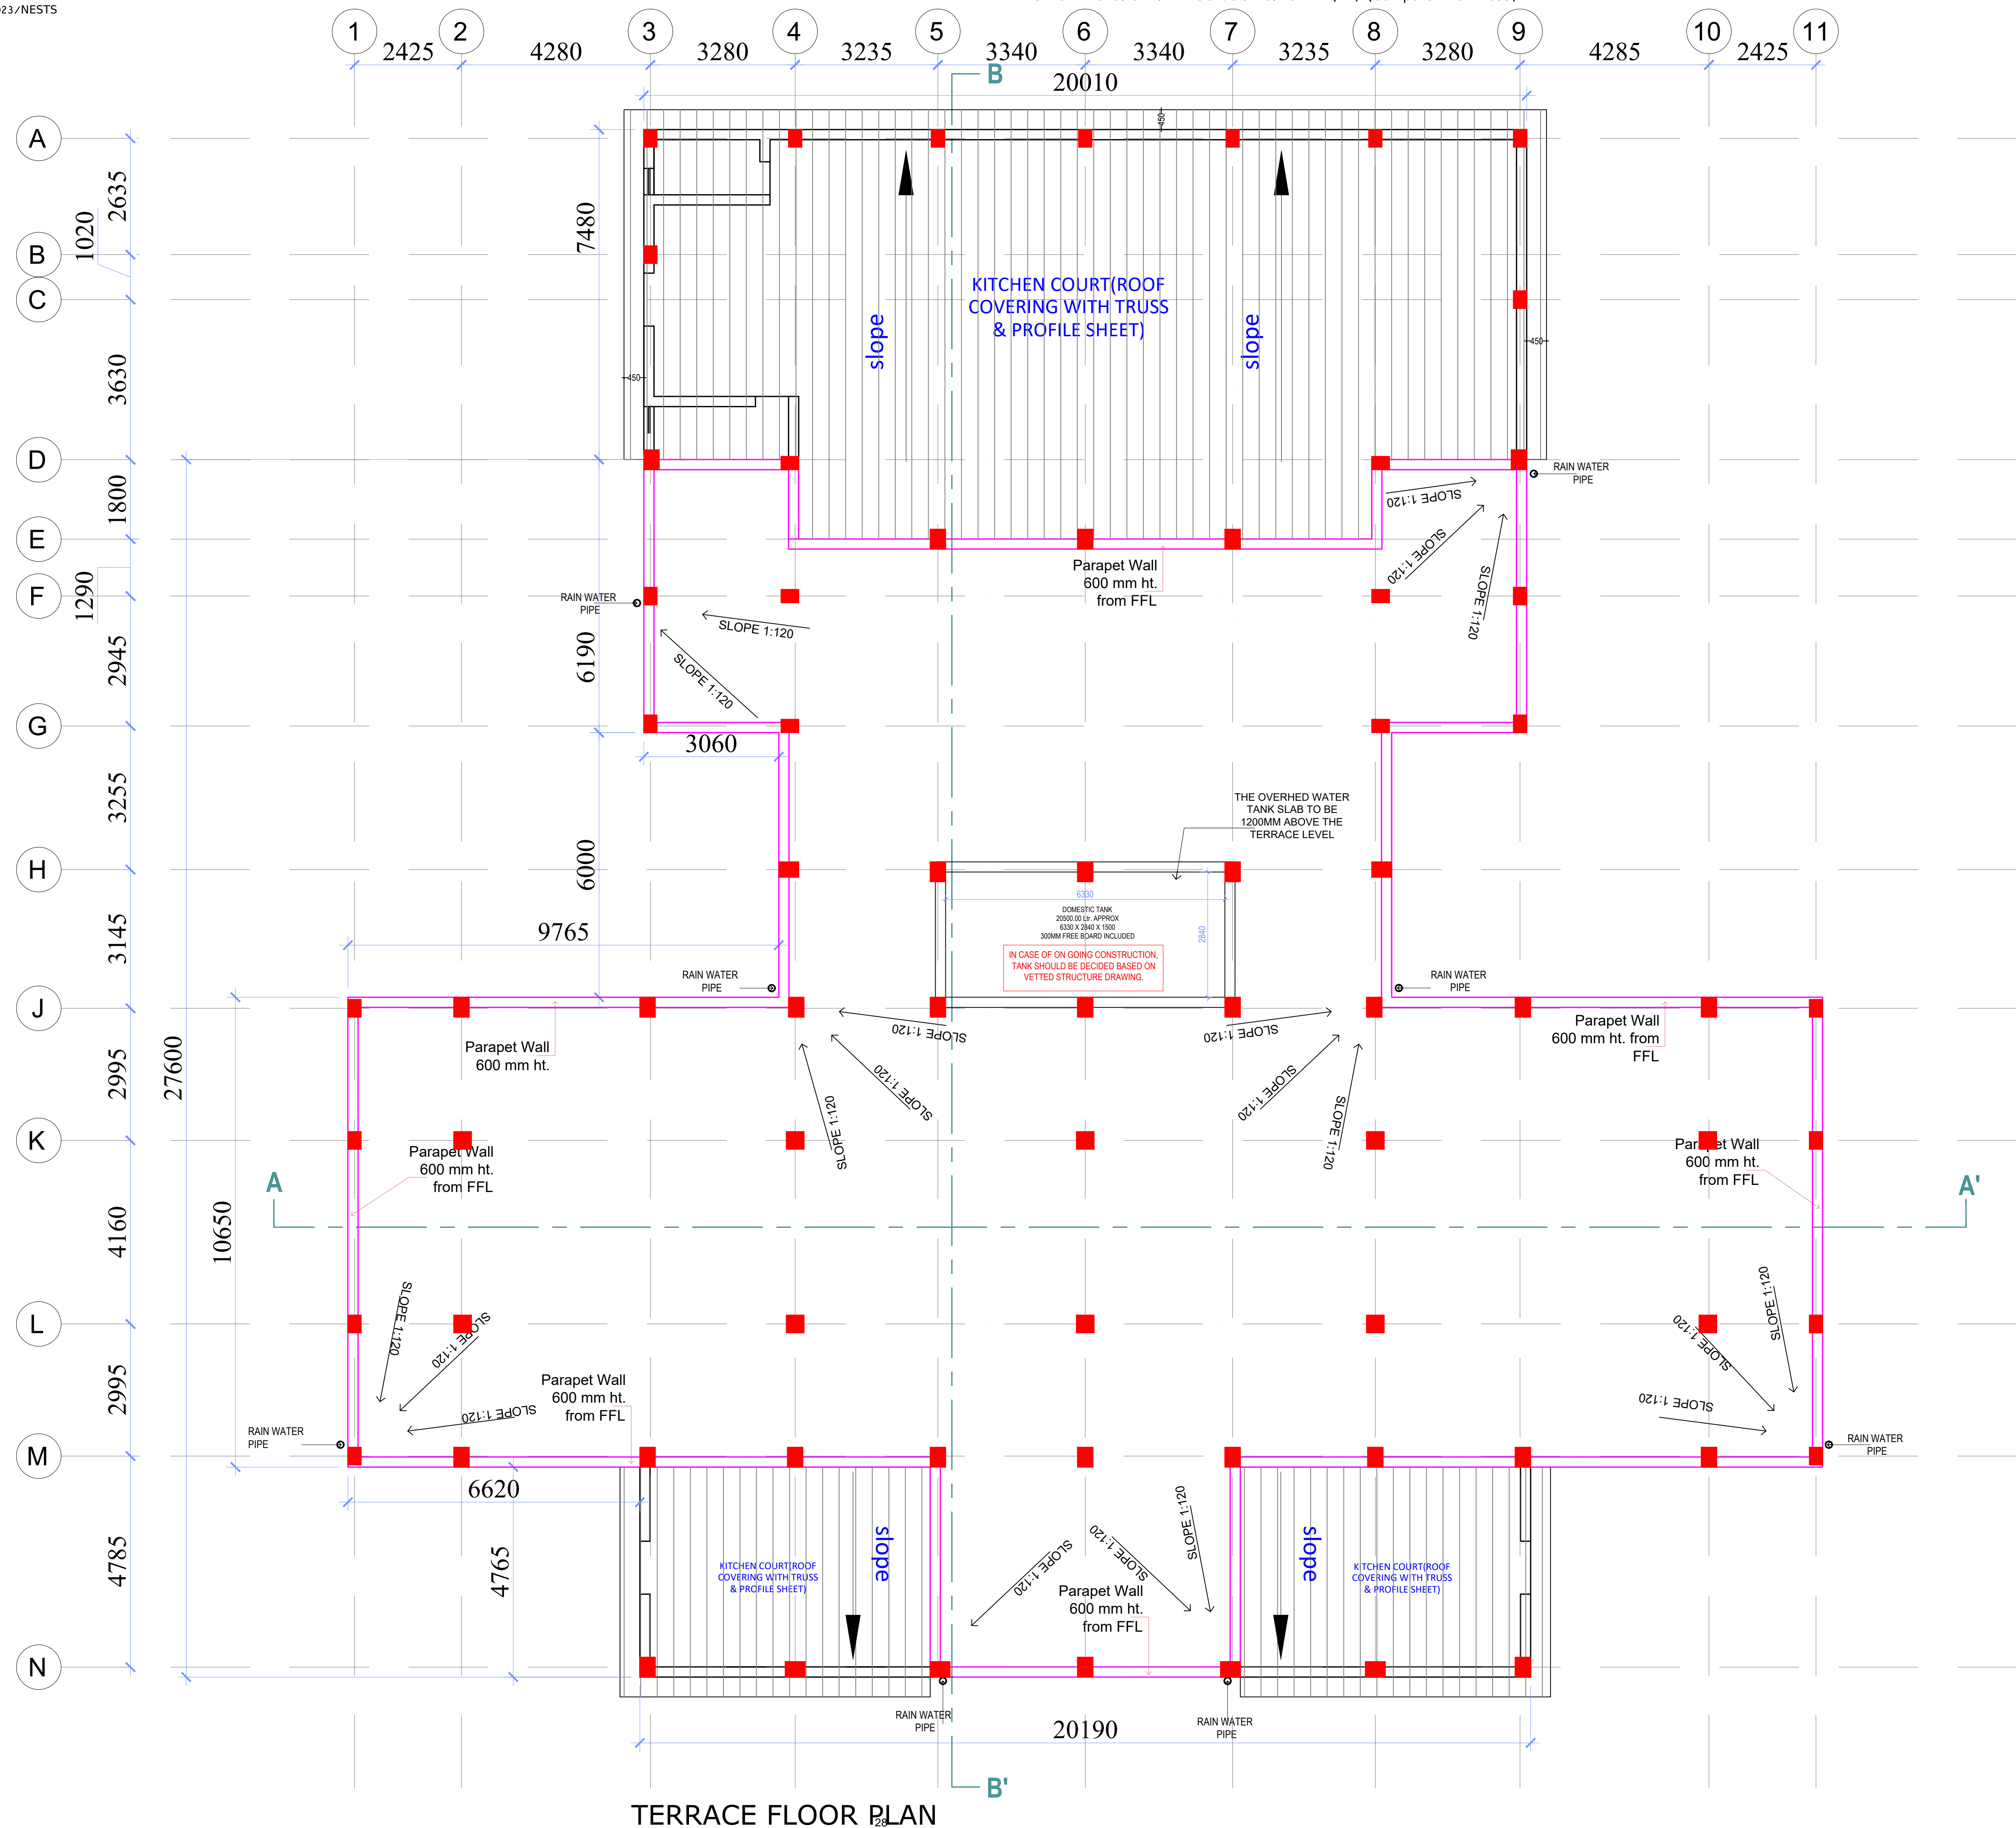 023/NESTS
1
2
3
4
5
6
7
8
9
10
11
2425
4280
3280
3235
3340
3340
3235
3280
4285
2425
B
20010
A
B
C
D
E
F
G
H
J
K
L
M
N
2635
1020
3630
1800
1290
2945
3255
3145
2995
4160
2995
4785
27600
10650
7480
6190
6000
450
450
450
KITCHEN COURT(ROOF
COVERING WITH TRUSS
& PROFILE SHEET)
slope
slope
RAIN WATER
PIPE
SLOPE 1:120
SLOPE 1:120
SLOPE 1:120
Parapet Wall
600 mm ht.
from FFL
RAIN WATER
PIPE
SLOPE 1:120
SLOPE 1:120
3060
THE OVERHED WATER
TANK SLAB TO BE
1200MM ABOVE THE
TERRACE LEVEL
6330
DOMESTIC TANK
20500.00 Ltr. APPROX
6330 X 2840 X 1500
300MM FREE BOARD INCLUDED
2840
IN CASE OF ON GOING CONSTRUCTION,
TANK SHOULD BE DECIDED BASED ON
VETTED STRUCTURE DRAWING.
9765
RAIN WATER
PIPE
RAIN WATER
PIPE
Parapet Wall
600 mm ht.
SLOPE 1:120
SLOPE 1:120
SLOPE 1:120
SLOPE 1:120
SLOPE 1:120
SLOPE 1:120
Parapet Wall
600 mm ht. from
FFL
Parapet Wall
600 mm ht.
from FFL
Parapet Wall
600 mm ht.
from FFL
A
A'
SLOPE 1:120
SLOPE 1:120
SLOPE 1:120
SLOPE 1:120
SLOPE 1:120
SLOPE 1:120
Parapet Wall
600 mm ht.
from FFL
RAIN WATER
PIPE
RAIN WATER
PIPE
6620
4765
slope
KITCHEN COURT(ROOF
COVERING WITH TRUSS
& PROFILE SHEET)
SLOPE 1:120
SLOPE 1:120
SLOPE 1:120
Parapet Wall
600 mm ht.
from FFL
slope
KITCHEN COURT(ROOF
COVERING WITH TRUSS
& PROFILE SHEET)
RAIN WATER
PIPE
RAIN WATER
PIPE
20190
B'
TERRACE FLOOR PLAN
28